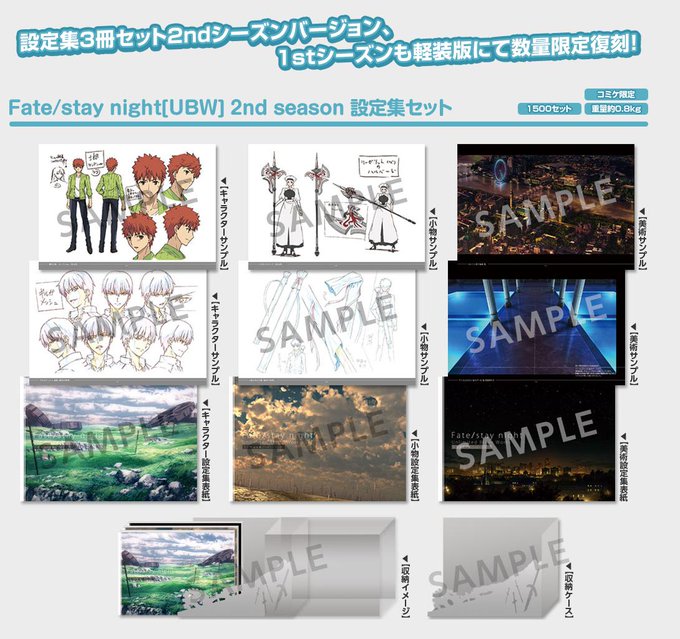 設定集3冊セット2ndシーズンバージョン、
1stシーズンも軽装版にて数量限定復刻!
コミケ限定
Fate/stay night[UBW] 2nd season 設定集セット
1500セット
重量約0.8kg
SAMPLE
◀【キャラクターサンプル】
SAMPLE
◀【小物サンプル】
SAMPLE
◀【美術サンプル】
SAMPLE
◀【キャラクターサンプル】
SAMPLE
◀【小物サンプル】
SAMPLE
◀【美術サンプル】
SAMPLE
◀【キャラクター設定集表紙】
Fate/stay night
SAMPLE
◀【小物設定集表紙】
Fate/stay night
SAMPLE
◀【美術設定集表紙】
SAMPLE
◀【収納イメージ】
SAMPLE
◀【収納ケース】